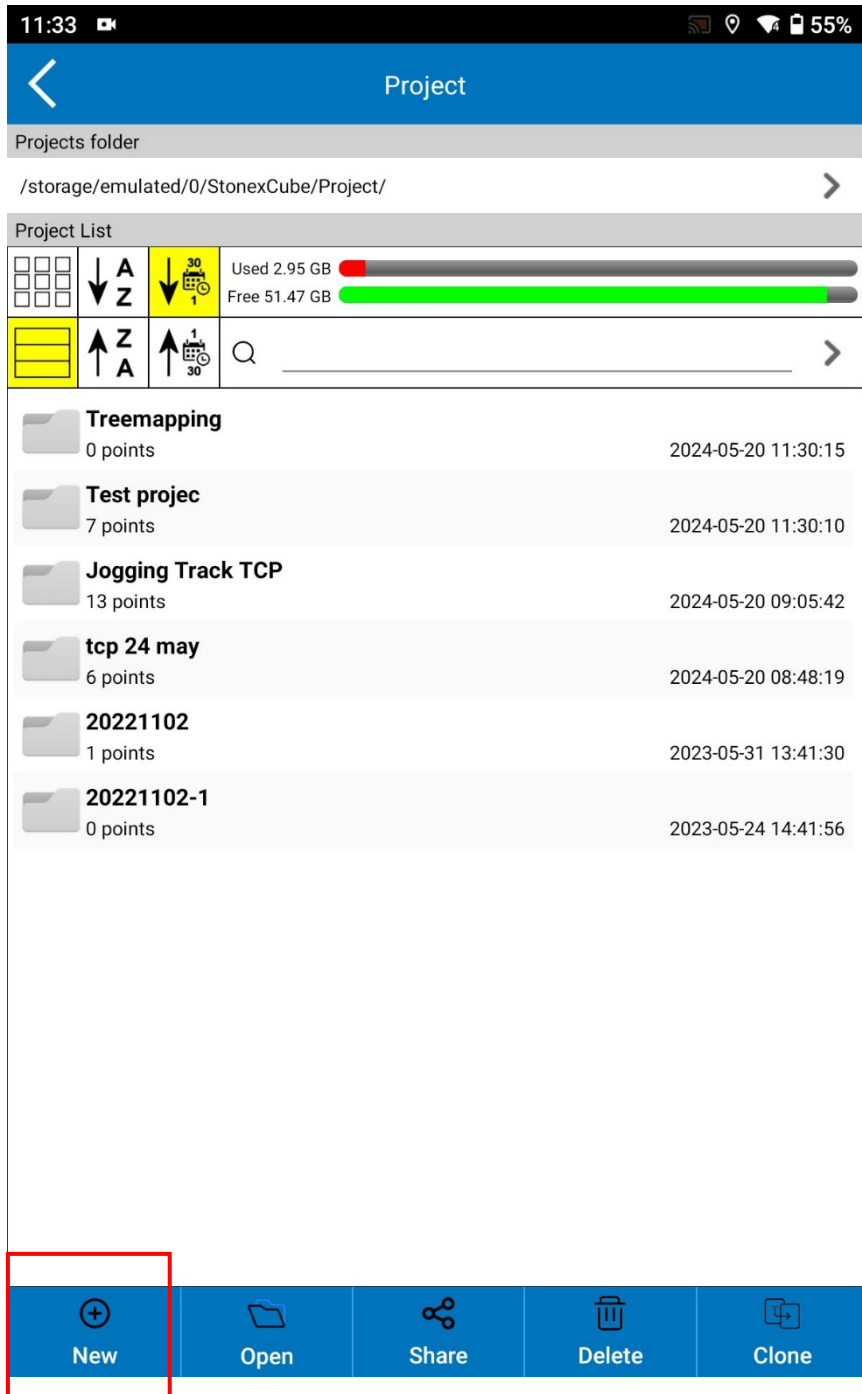 11:33 55%
Project
Projects folder
/storage/emulated/0/StonexCube/Project/
Project List
A Z 30 1 Used 2.95 GB
Free 51.47 GB
Z A 1 30
Treemapping
0 points 2024-05-20 11:30:15
Test projec
7 points 2024-05-20 11:30:10
Jogging Track TCP
13 points 2024-05-20 09:05:42
tcp 24 may
6 points 2024-05-20 08:48:19
20221102
1 points 2023-05-31 13:41:30
20221102-1
0 points 2023-05-24 14:41:56
New Open Share Delete Clone